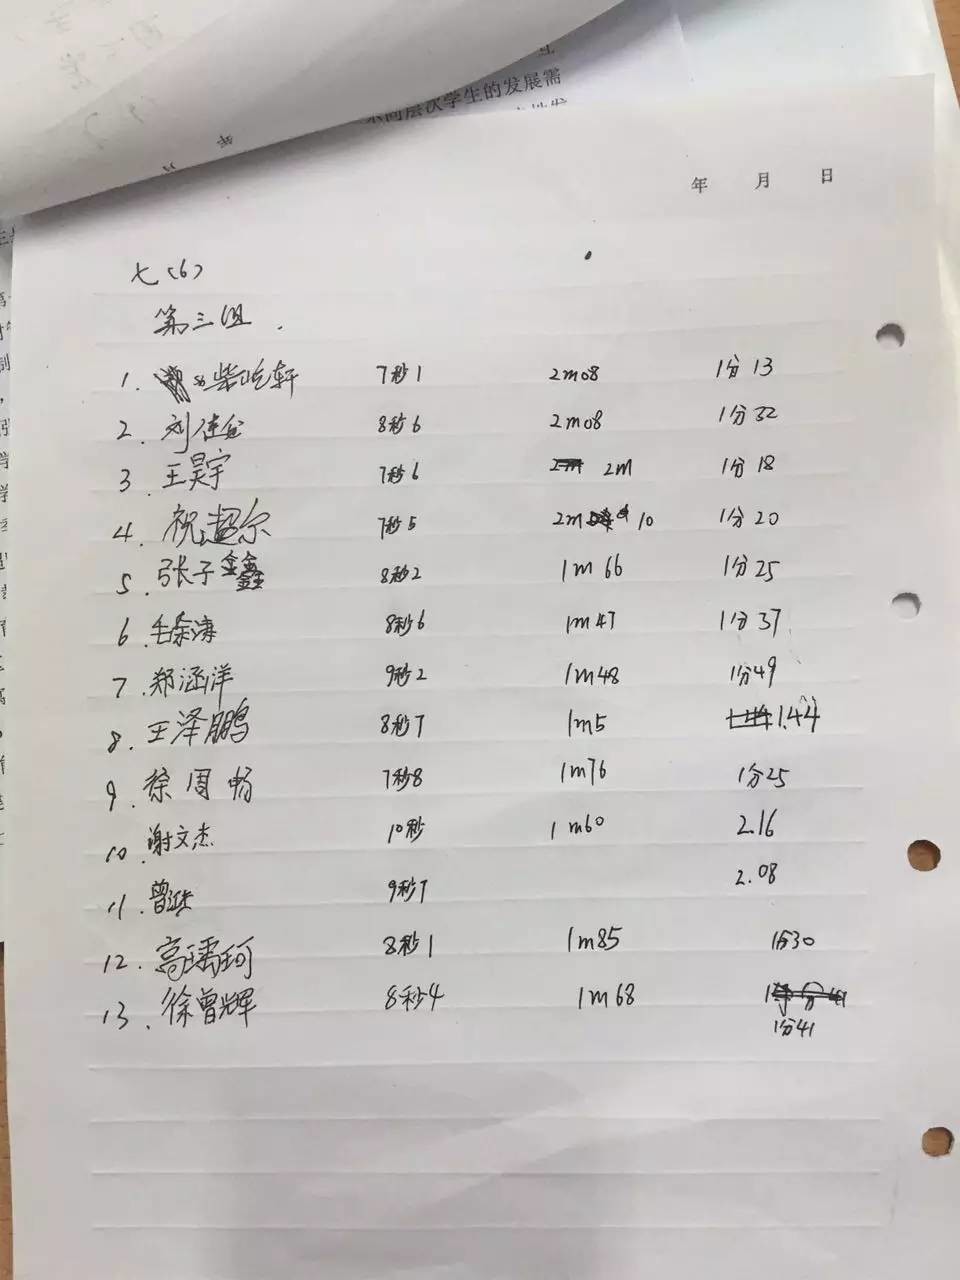 不同层次学生的发展需
年 月 日
七(6)
第三组.
1. 柴屹轩 7秒1 2m08 1分13
2. 刘佳 8秒6 2m08 1分32
3. 王昊宇 7秒6 2m 1分18
4. 祝超尔 7秒5 2m 10 1分20
5. 张子鑫 8秒2 1m66 1分25
6. 毛余涛 8秒6 1m47 1分37
7. 郑涵洋 9秒2 1m48 1分49
8. 王泽鹏 8秒7 1m5 1.44
9. 徐周畅 7秒8 1m76 1分25
10. 谢文杰 10秒 1m60 2.16
11. 曾 9秒7 2.08
12. 高瑀珂 8秒1 1m85 1分30
13. 徐曾辉 8秒4 1m68
1分41